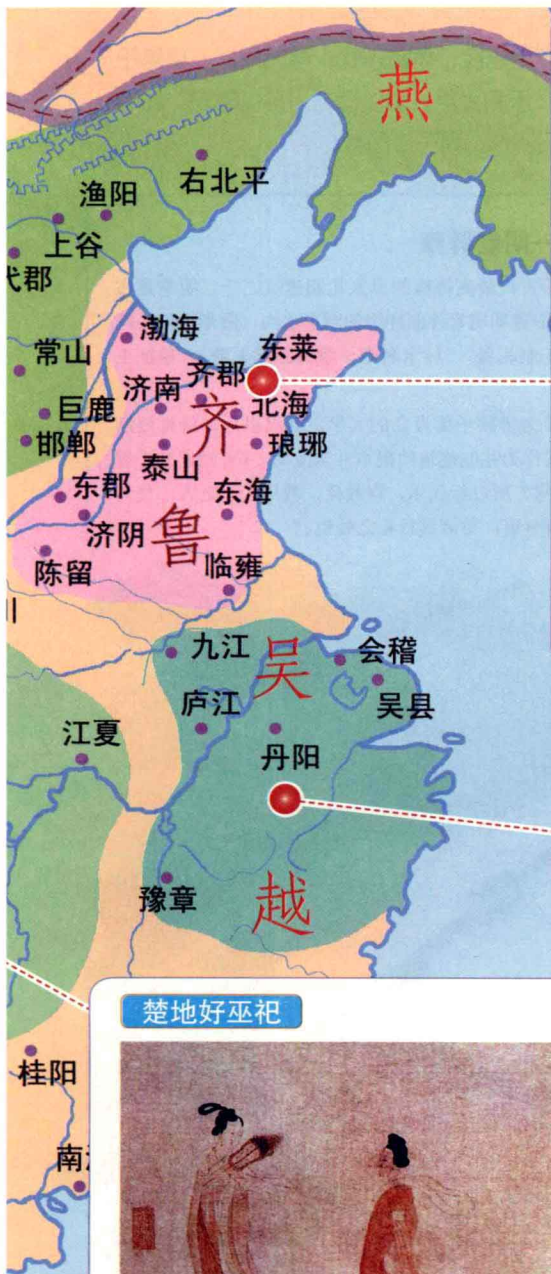 燕
右北平
渔阳
上谷
代郡
渤海
东莱
常山
济南
齐郡
北海
巨鹿
齐
邯郸
泰山
琅琊
东郡
东海
济阴
鲁
陈留
临雍
川
九江
吴
会稽
庐江
吴县
江夏
丹阳
豫章
越
楚地好巫祀
桂阳
南